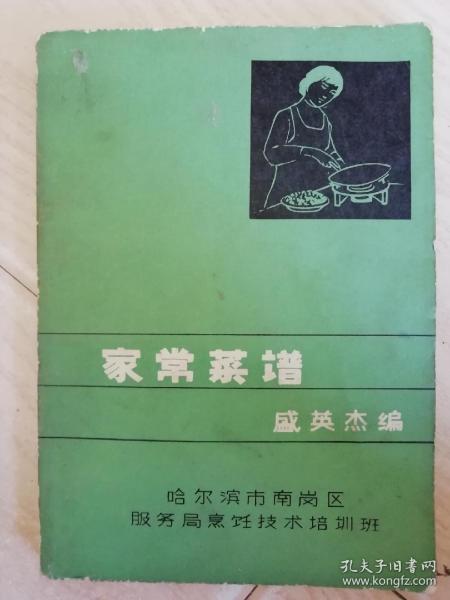 家常菜谱
盛英杰编
哈尔滨市南岗区
服务局烹饪技术培训班
孔夫子旧书网
www.kongfz.com